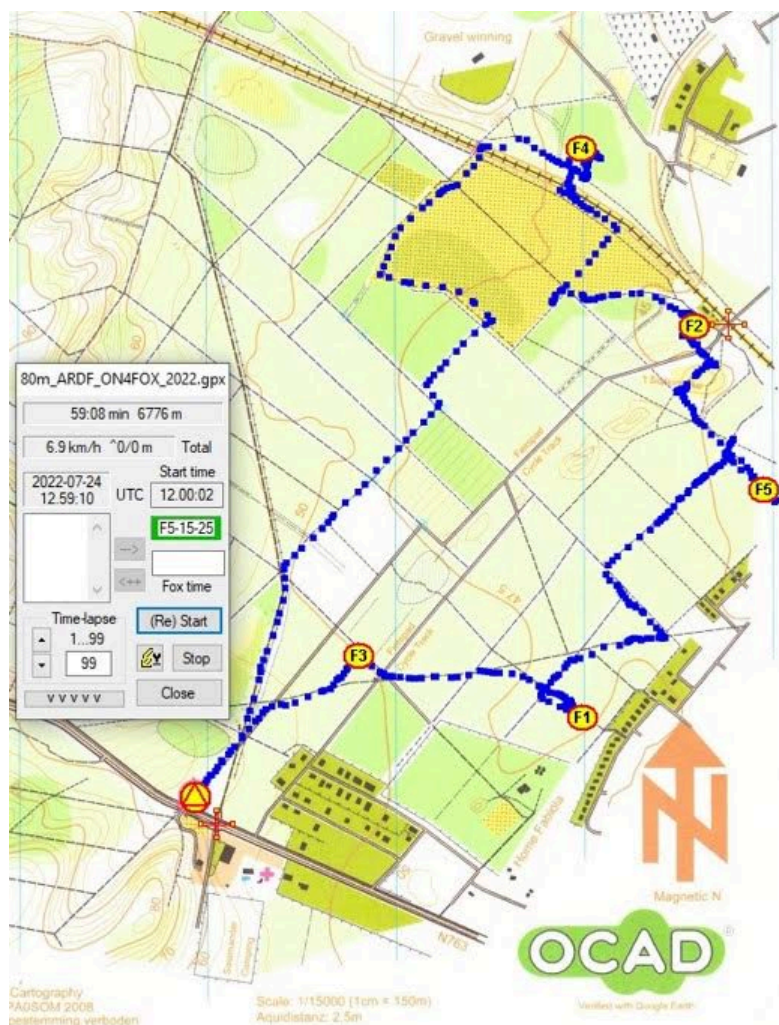 Gravel winning
F4
F2
80m_ARDF_ON4FOX_2022.gpx
59:08 min 6776 m
6.9 km/h ^0/0 m Total
2022-07-24
12.59:10
UTC
Start time
12.00:02
F5-15-25
-->
<++
Fox time
Time-lapse
1...99
99
(Re) Start
Stop
v v v v v
Close
50
Fietspad
Cycle Track
F5
47.5
F3
Fietspad
Cycle Track
F1
Home Fabiola
N763
Magnetic N
N
OCAD
Verified with Google Earth
Cartography
PA0SOM 2008
bestemming verboden
Scale: 1/15000 (1cm = 150m)
Aquidistanz: 2,5m